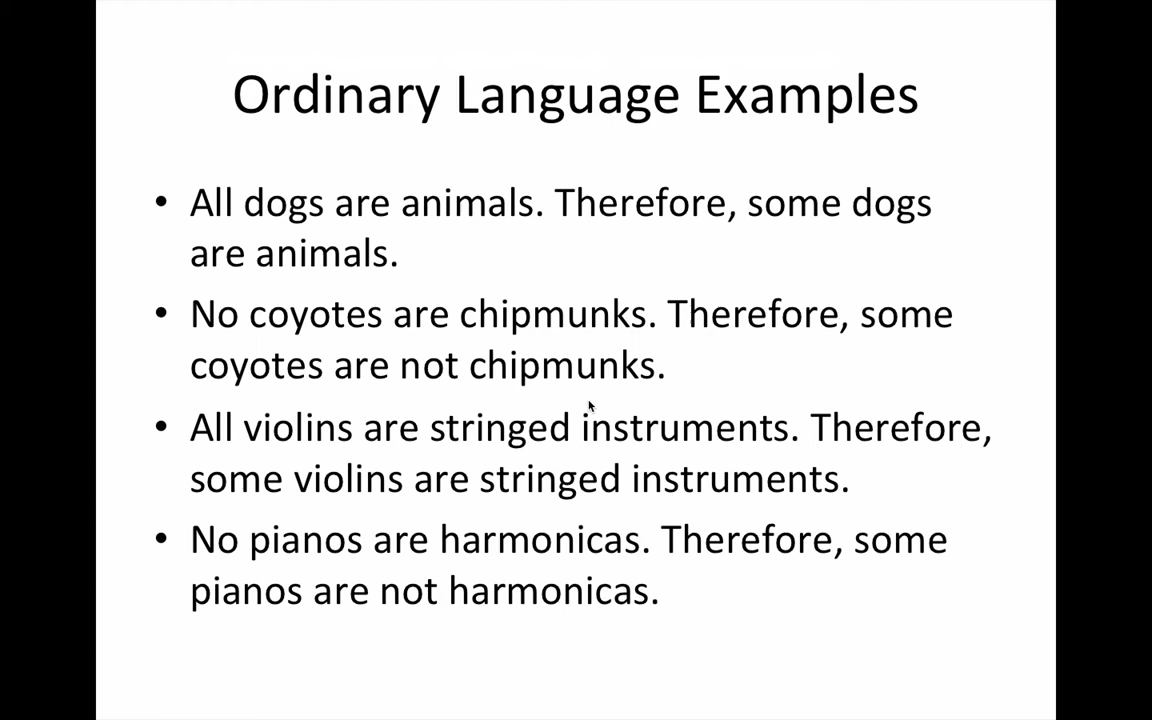 Ordinary Language Examples
• All dogs are animals. Therefore, some dogs
are animals.
• No coyotes are chipmunks. Therefore, some
coyotes are not chipmunks.
• All violins are stringed instruments. Therefore,
some violins are stringed instruments.
• No pianos are harmonicas. Therefore, some
pianos are not harmonicas.